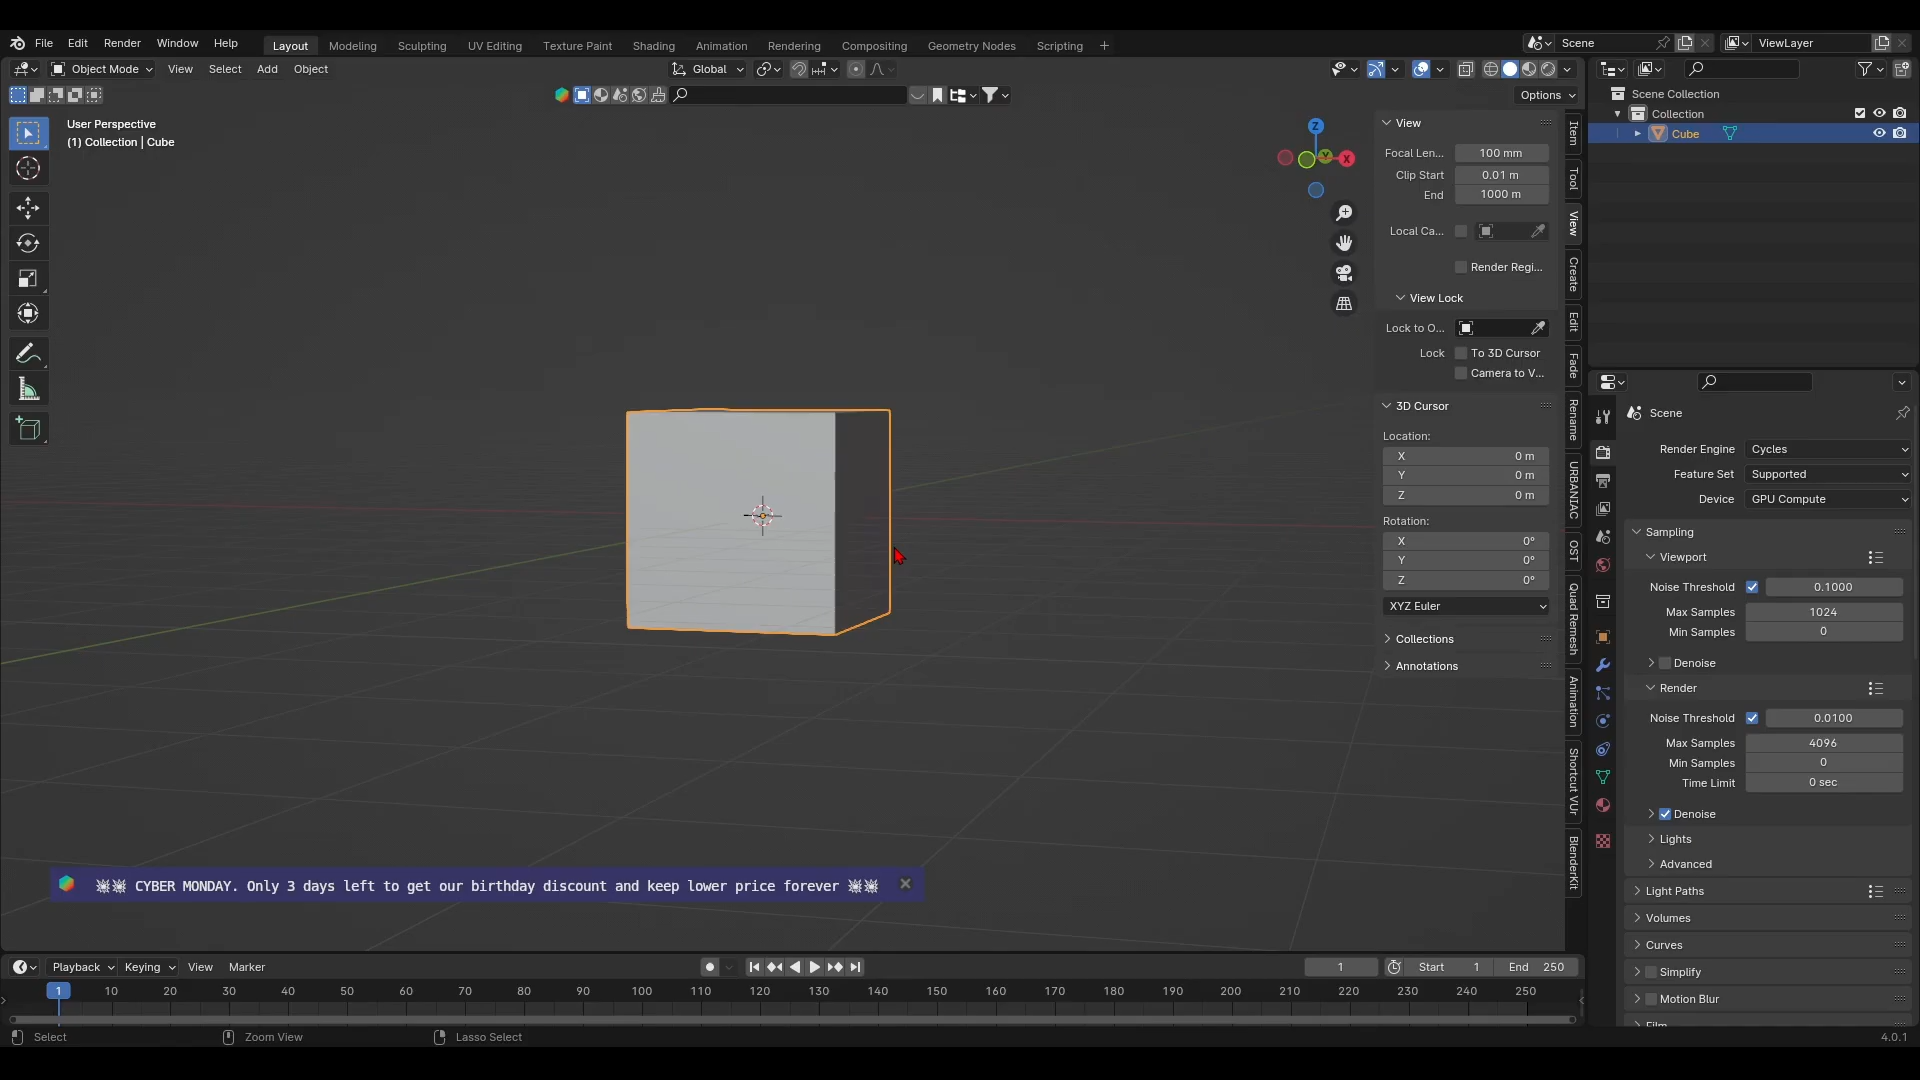 File Edit Render Window Help Layout Modeling Sculpting UV Editing Texture Paint Shading Animation Rendering Compositing Geometry Nodes Scripting + Scene ViewLayer
Object Mode View Select Add Object Global
Options
User Perspective
(1) Collection | Cube
Z
Y
X
View
Focal Len... 100 mm
Clip Start 0.01 m
End 1000 m
Local Ca...
Render Regi...
View Lock
Lock to O...
Lock To 3D Cursor
Camera to V...
3D Cursor
Location:
X 0 m
Y 0 m
Z 0 m
Rotation:
X 0°
Y 0°
Z 0°
XYZ Euler
Collections
Annotations
Item
Tool
View
Create
Edit
Fade
Rename
URBANIAC
OST
Quad Remesh
Animation
Shortcut VUr
BlenderKit
Scene Collection
Collection
Cube
Scene
Render Engine Cycles
Feature Set Supported
Device GPU Compute
Sampling
Viewport
Noise Threshold 0.1000
Max Samples 1024
Min Samples 0
Denoise
Render
Noise Threshold 0.0100
Max Samples 4096
Min Samples 0
Time Limit 0 sec
Denoise
Lights
Advanced
Light Paths
Volumes
Curves
Simplify
Motion Blur
Film
CYBER MONDAY. Only 3 days left to get our birthday discount and keep lower price forever
Playback Keying View Marker 1 Start 1 End 250
1 10 20 30 40 50 60 70 80 90 100 110 120 130 140 150 160 170 180 190 200 210 220 230 240 250
Select Zoom View Lasso Select 4.0.1